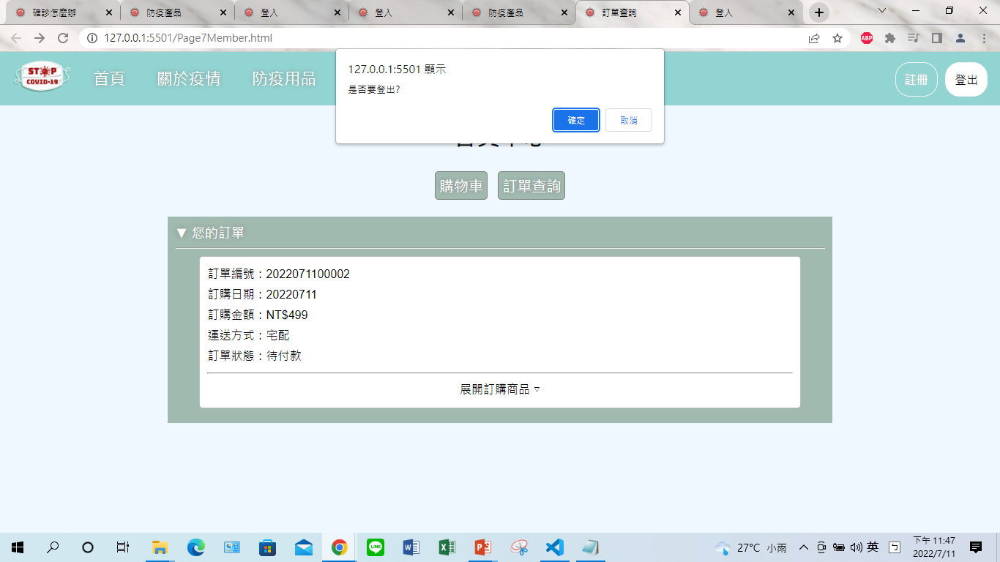 確診怎麼辦 防疫產品 登入 登入 防疫產品 訂單查詢 登入
127.0.0.1:5501/Page7Member.html ABP
STOP COVID-19 首頁 關於疫情 防疫用品 註冊 登出
127.0.0.1:5501 顯示
是否要登出?
確定 取消
購物車 訂單查詢
▼ 您的訂單
訂單編號：2022071100002
訂購日期：20220711
訂購金額：NT$499
運送方式：宅配
訂單狀態：待付款
展開訂購商品 ▿
LINE 27°C 小雨 英 ㄅ 下午 11:47
2022/7/11